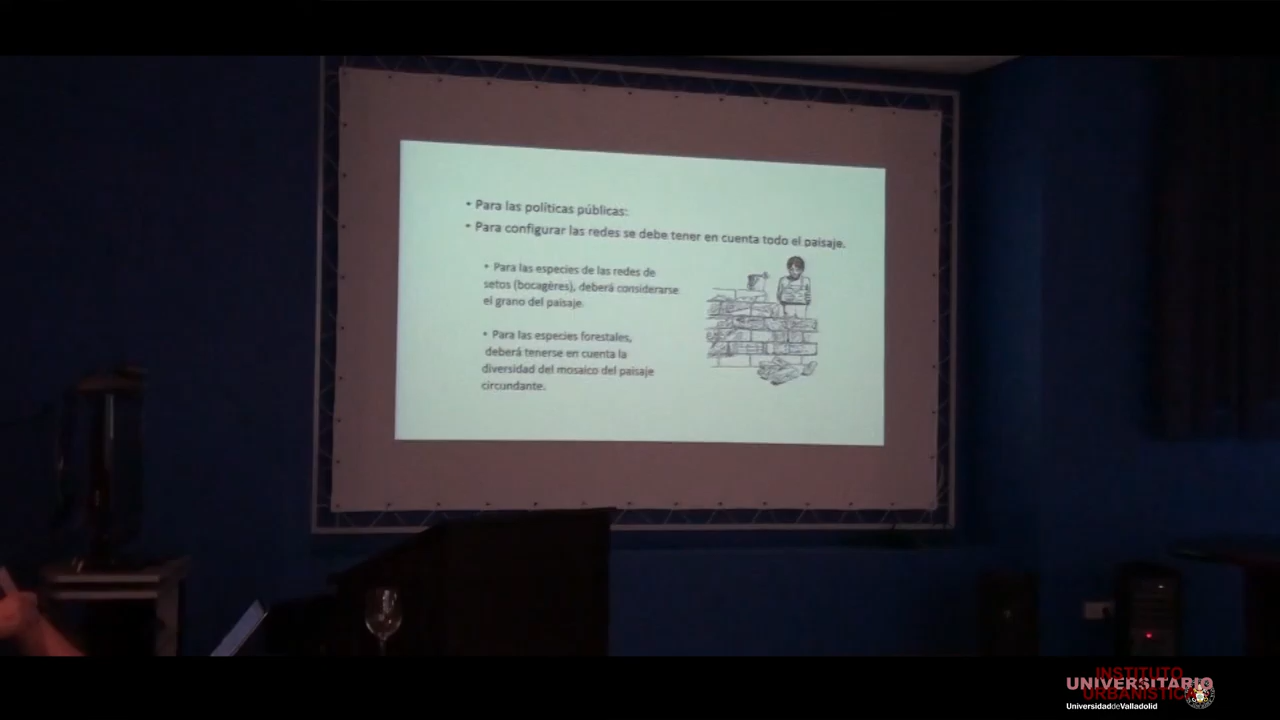 • Para las políticas públicas:
• Para configurar las redes se debe tener en cuenta todo el paisaje.
• Para las especies de las redes de
setos (bocagères), deberá considerarse
el grano del paisaje.
• Para las especies forestales,
deberá tenerse en cuenta la
diversidad del mosaico del paisaje
circundante.
INSTITUTO
UNIVERSITARIO
URBANÍSTICA
UniversidaddeValladolid